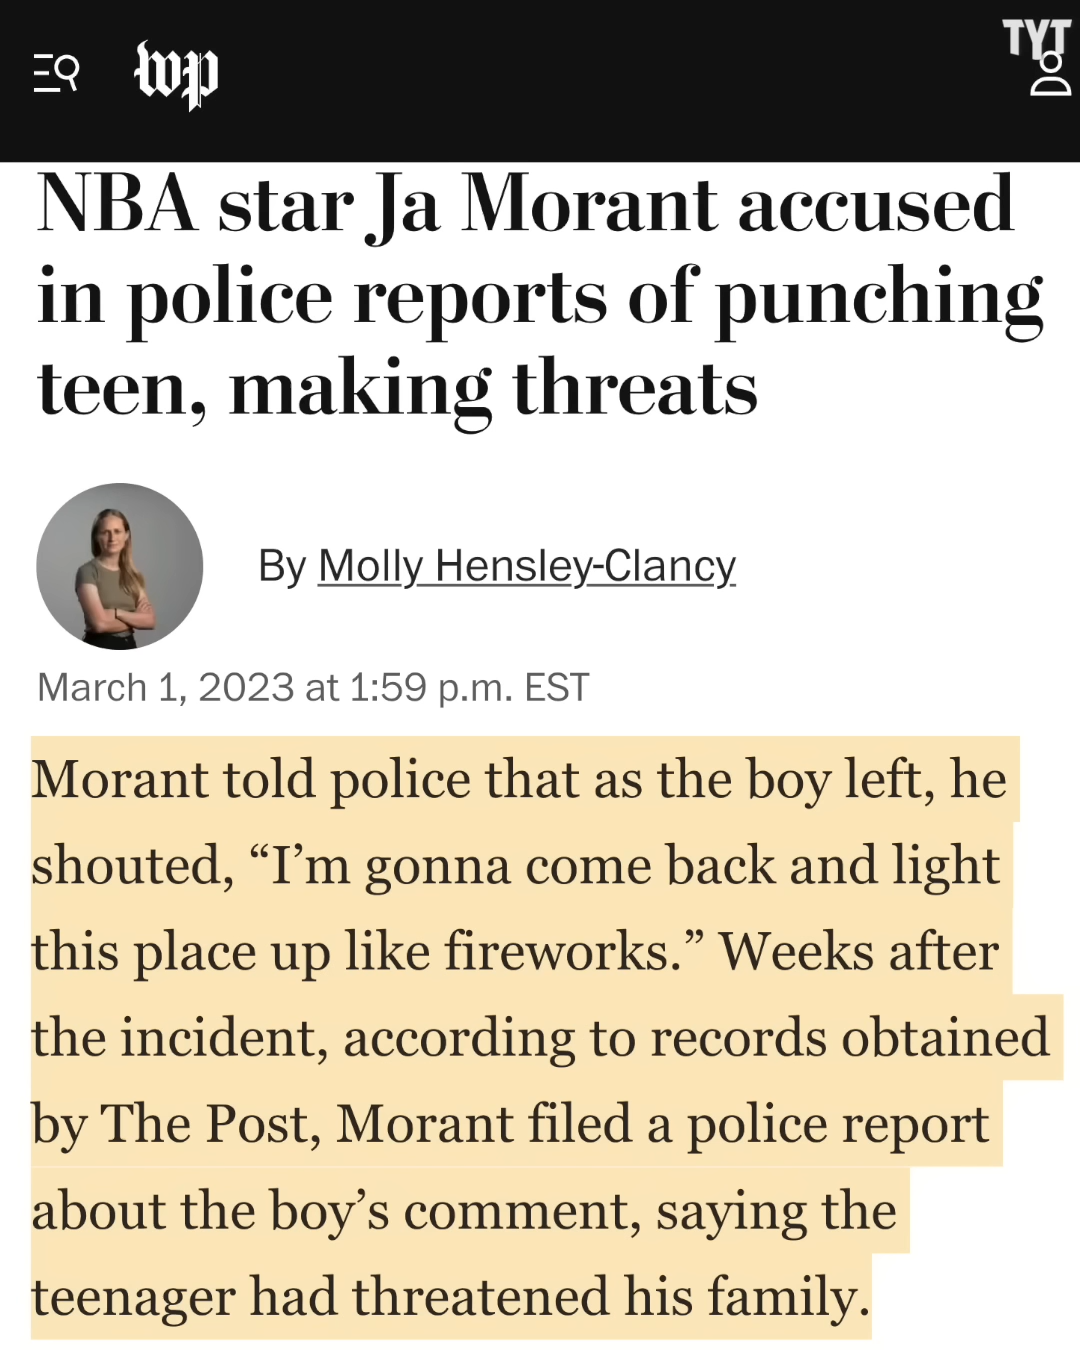 TYT
wp
NBA star Ja Morant accused
in police reports of punching
teen, making threats
By Molly Hensley-Clancy
March 1, 2023 at 1:59 p.m. EST
Morant told police that as the boy left, he
shouted, “I’m gonna come back and light
this place up like fireworks.” Weeks after
the incident, according to records obtained
by The Post, Morant filed a police report
about the boy’s comment, saying the
teenager had threatened his family.